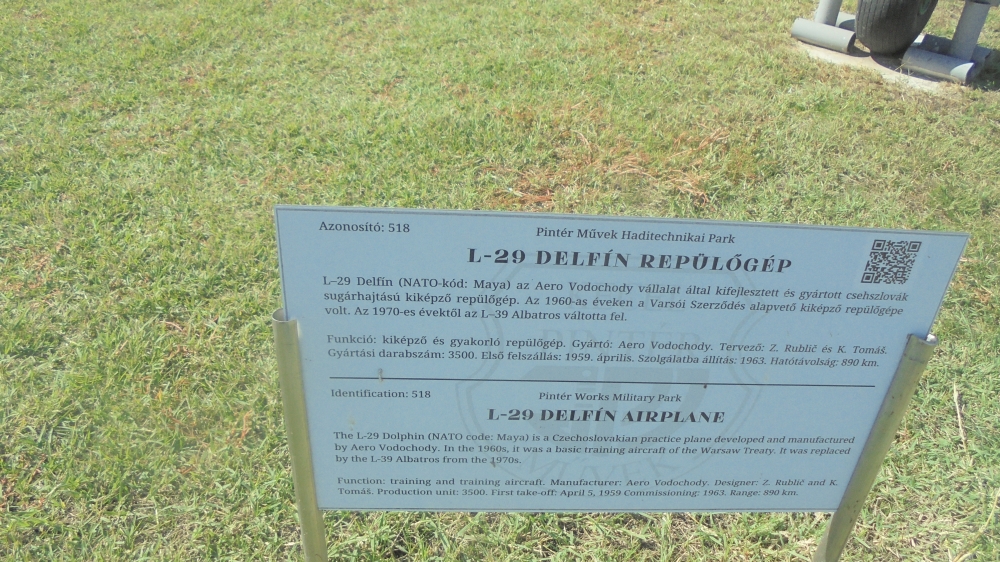 Azonosító: 518
Pintér Művek Haditechnikai Park
L-29 DELFÍN REPÜLŐGÉP
L–29 Delfín (NATO-kód: Maya) az Aero Vodochody vállalat által kifejlesztett és gyártott csehszlovák
sugárhajtású kiképző repülőgép. Az 1960-as éveken a Varsói Szerződés alapvető kiképző repülőgépe
volt. Az 1970-es évektől az L–39 Albatros váltotta fel.
Funkció: kiképző és gyakorló repülőgép. Gyártó: Aero Vodochody. Tervező: Z. Rublič és K. Tomáš.
Gyártási darabszám: 3500. Első felszállás: 1959. április. Szolgálatba állítás: 1963. Hatótávolság: 890 km.
Identification: 518
Pintér Works Military Park
L-29 DELFÍN AIRPLANE
The L-29 Dolphin (NATO code: Maya) is a Czechoslovakian practice plane developed and manufactured
by Aero Vodochody. In the 1960s, it was a basic training aircraft of the Warsaw Treaty. It was replaced
by the L-39 Albatros from the 1970s.
Function: training and training aircraft. Manufacturer: Aero Vodochody. Designer: Z. Rublič and K.
Tomáš. Production unit: 3500. First take-off: April 5, 1959 Commissioning: 1963. Range: 890 km.